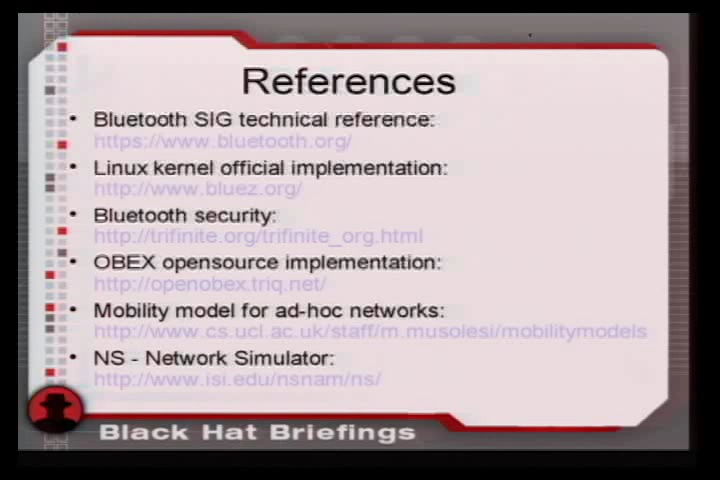 References
• Bluetooth SIG technical reference:
https://www.bluetooth.org/
• Linux kernel official implementation:
http://www.bluez.org/
• Bluetooth security:
http://trifinite.org/trifinite_org.html
• OBEX opensource implementation:
http://openobex.triq.net/
• Mobility model for ad-hoc networks:
http://www.cs.ucl.ac.uk/staff/m.musolesi/mobilitymodels
• NS - Network Simulator:
http://www.isi.edu/nsnam/ns/
Black Hat Briefings